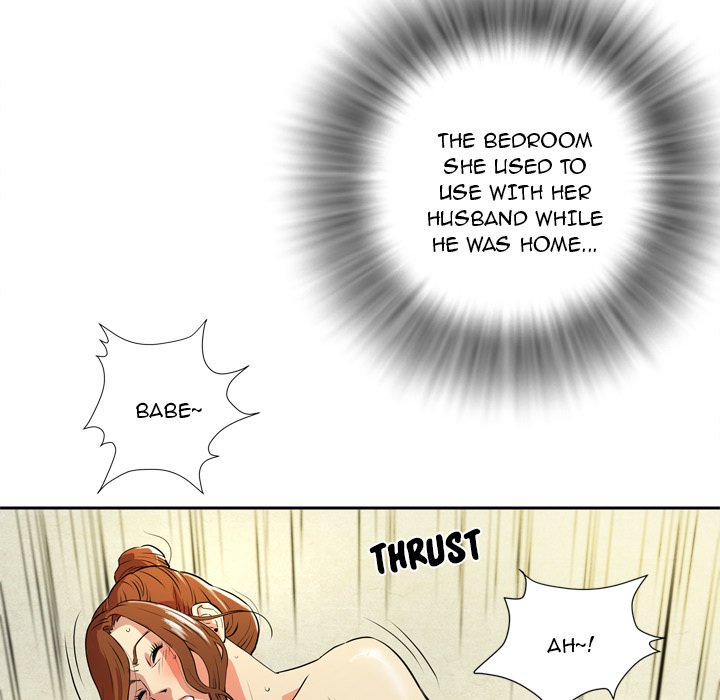 THE BEDROOM
SHE USED TO
USE WITH HER
HUSBAND WHILE
HE WAS HOME...
BABE~
THRUST
AH~!